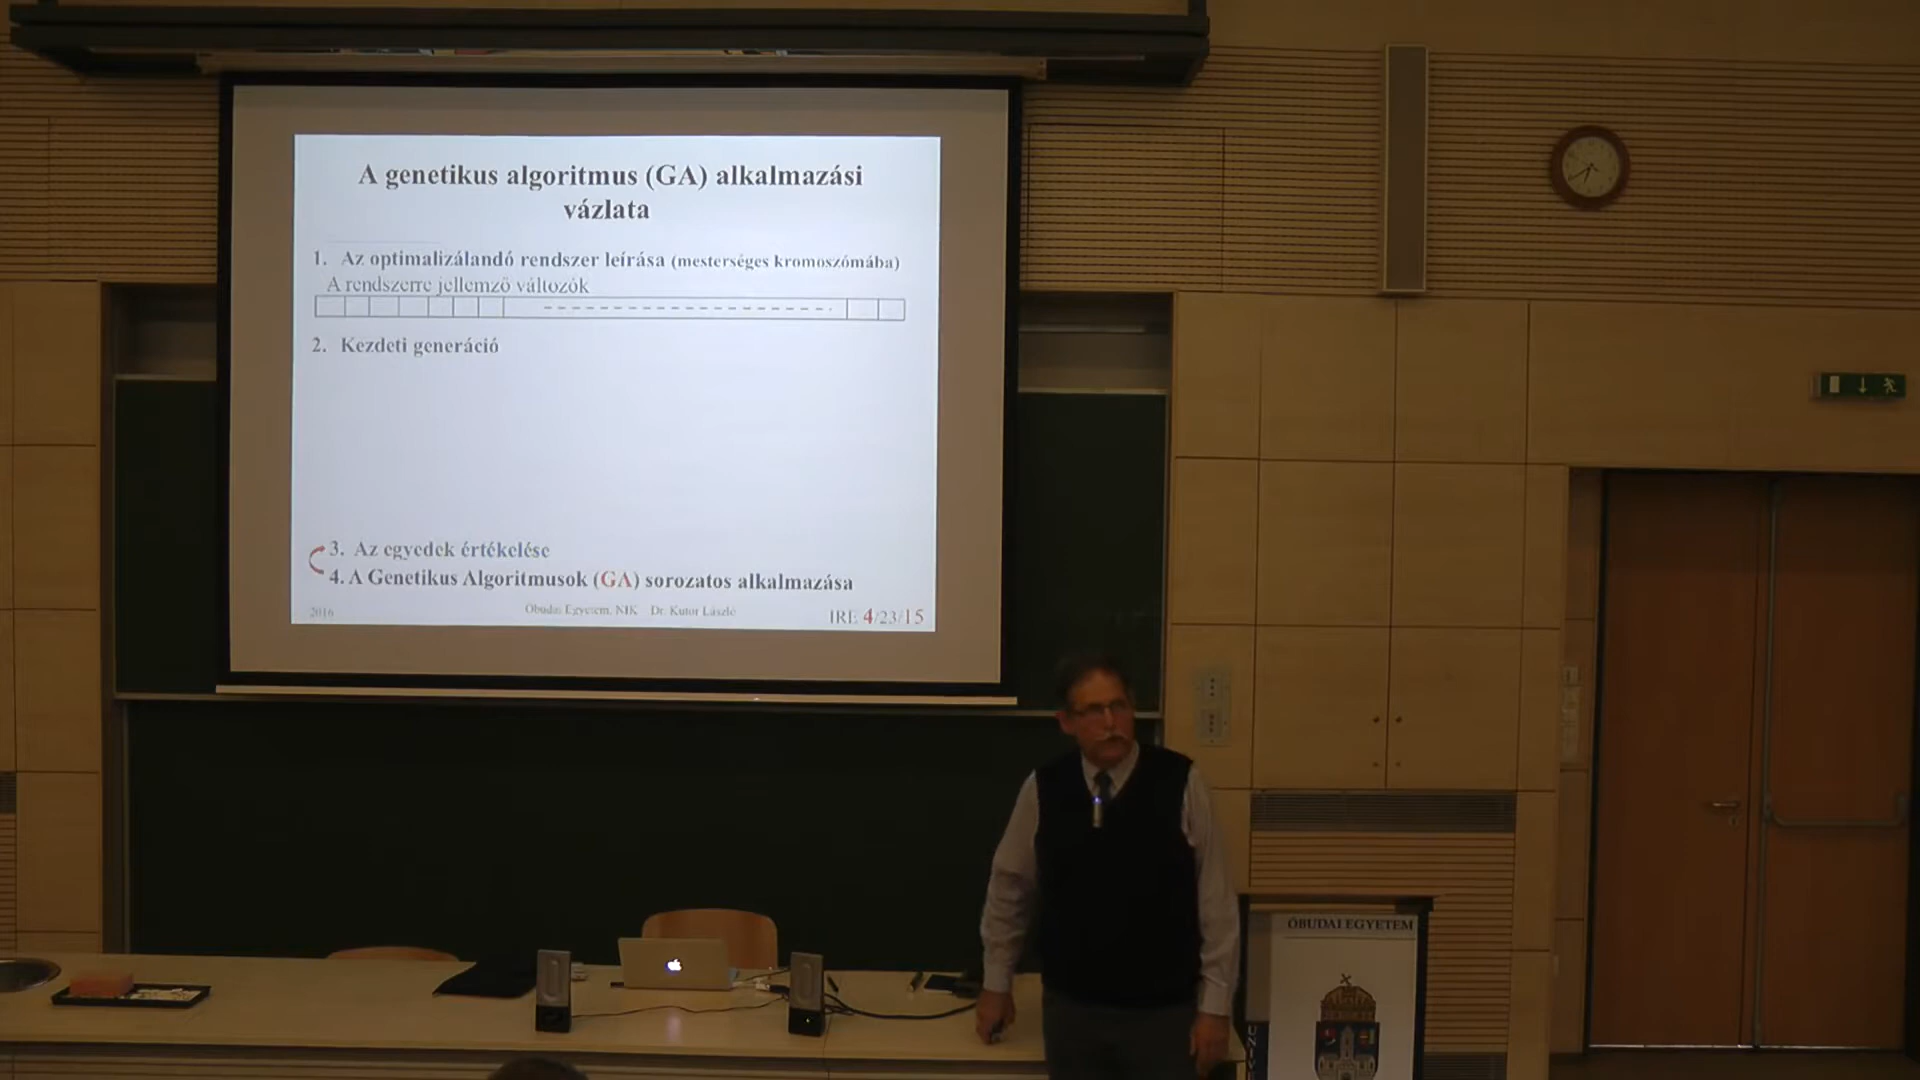 A genetikus algoritmus (GA) alkalmazási
vázlata
1. Az optimalizálandó rendszer leírása (mesterséges kromoszómába)
A rendszerre jellemző változók
2. Kezdeti generáció
3. Az egyedek értékelése
4. A Genetikus Algoritmusok (GA) sorozatos alkalmazása
2016 Óbudai Egyetem, NIK Dr. Kutor László IRE 4/23/15
ÓBUDAI EGYETEM